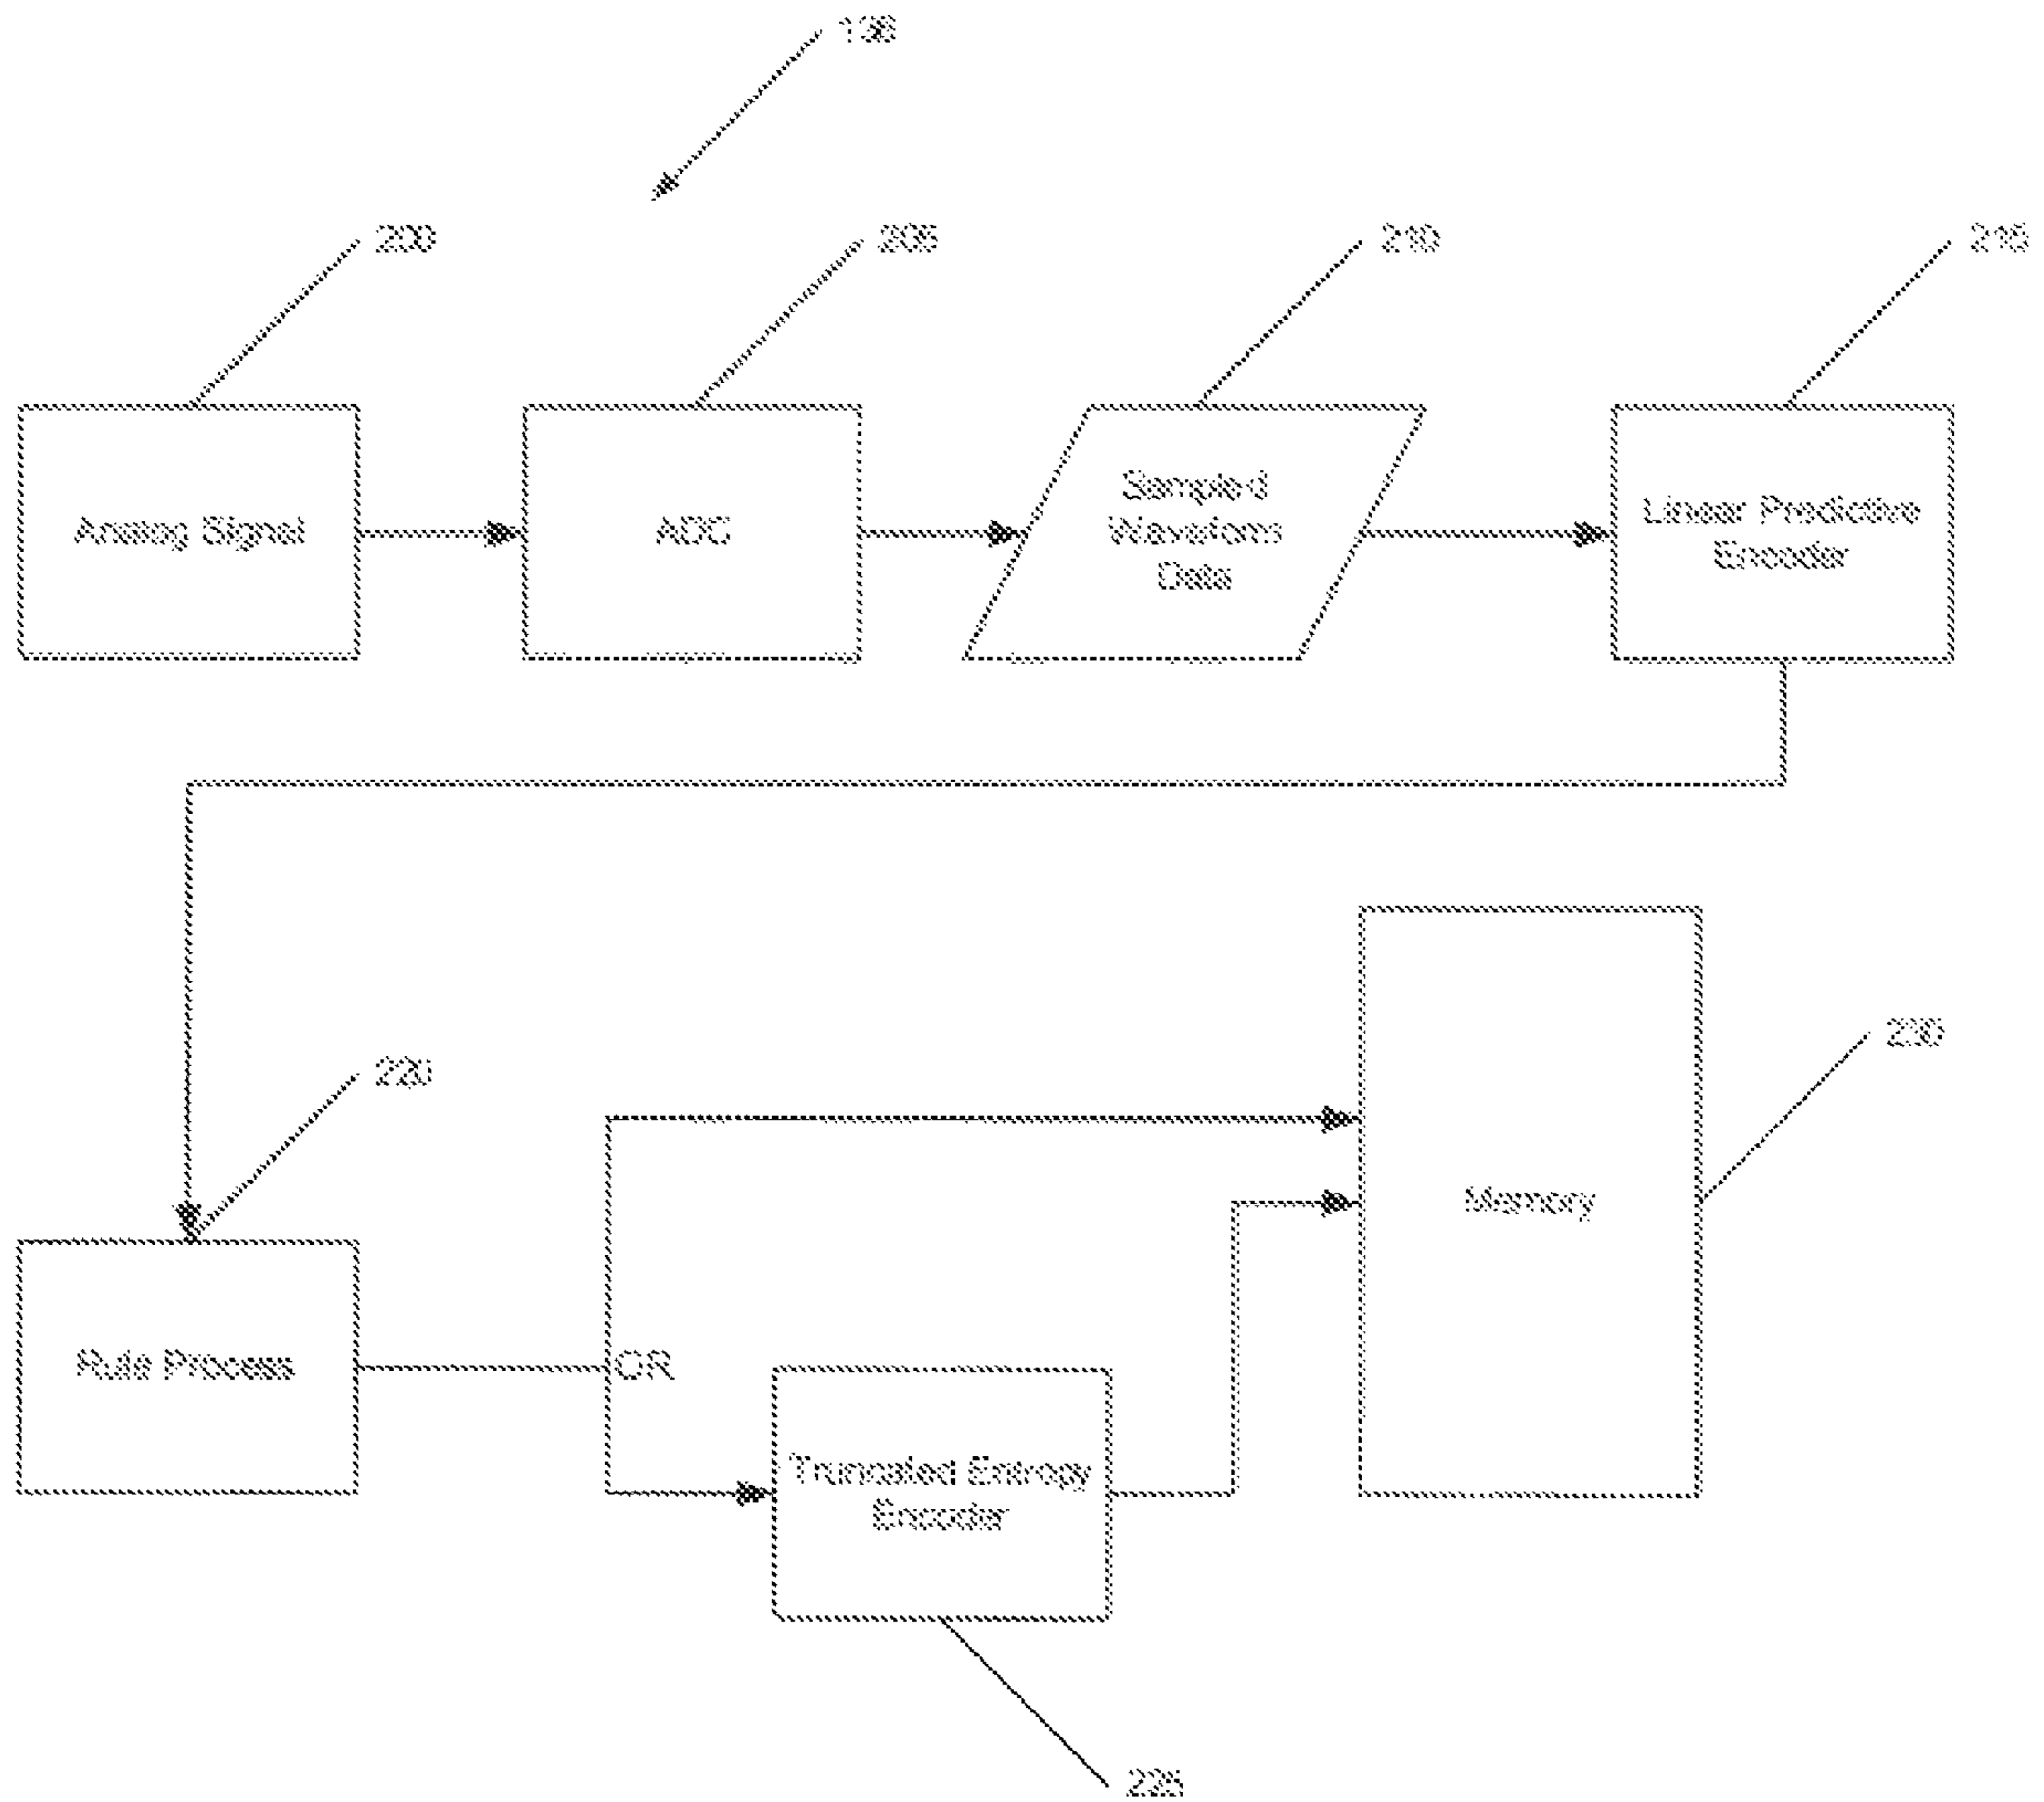 200
205
210
215
Analog Signal
ADC
Sampled
Waveform
Data
Linear Predictive
Encoder
220
230
Memory
Rule Process
OR
Truncated Entropy
Encoder
225